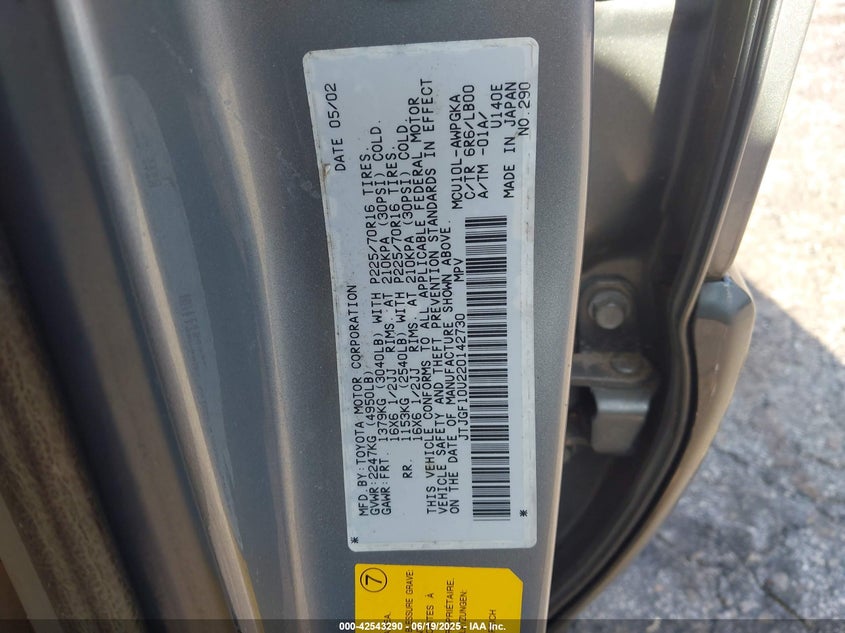 DATE 05/02
MFD.BY:TOYOTA MOTOR CORPORATION
GVWR:2247KG (4950LB)
GAWR:FRT. 1379KG (3040LB) WITH P225/70R16 TIRES.
16X6 1/2JJ RIMS. AT 210KPA (30PSI) COLD.
RR. 1153KG (2540LB) WITH P225/70R16 TIRES.
16X6 1/2JJ RIMS. AT 210KPA (30PSI) COLD.
THIS VEHICLE CONFORMS TO ALL APPLICABLE FEDERAL MOTOR
VEHICLE SAFETY AND THEFT PREVENTION STANDARDS IN EFFECT
ON THE DATE OF MANUFACTURE SHOWN ABOVE.
JTJGF10U220142730 MPV
* *
MCU10L-AWPGKA
C/TR 6R6/LB00
A/TM -01A/ U140E
MADE IN JAPAN
NO.290
7
PRESSURE GRAVE:
000-42543290 - 06/19/2025 - IAA Inc.